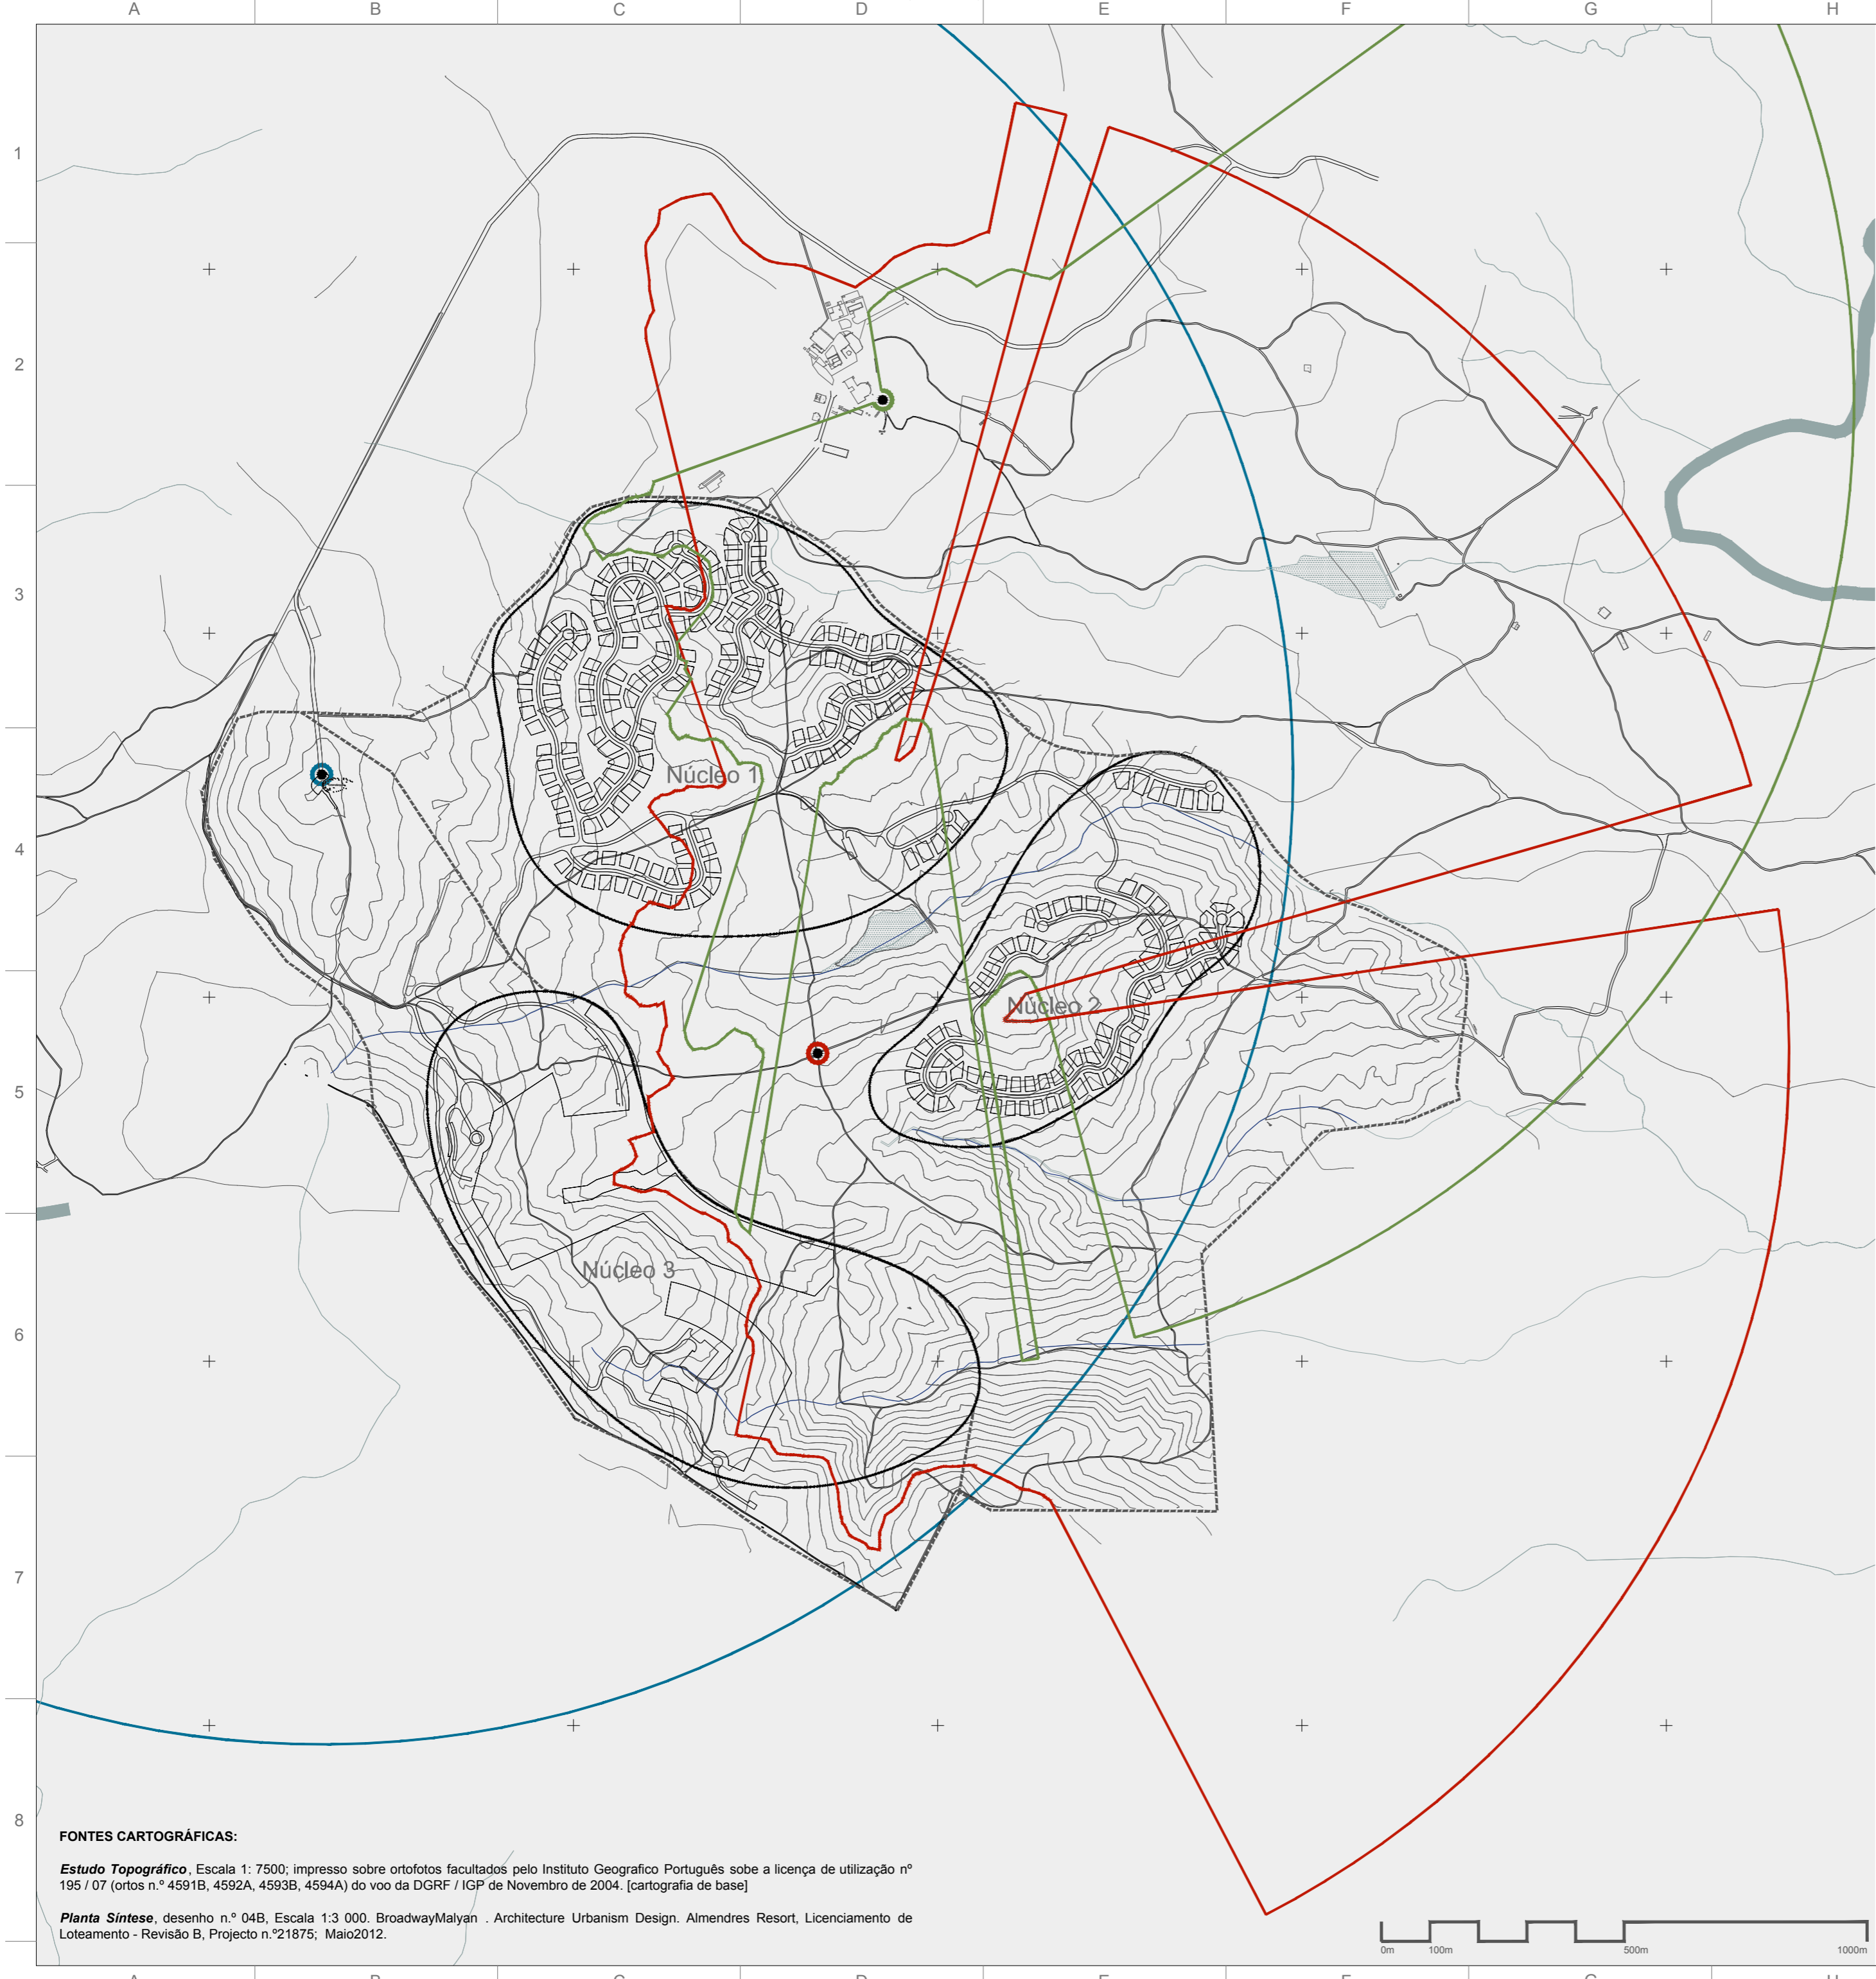 A B C D E F G H
1
2
3
Núcleo 1
4
Núcleo 2
5
Núcleo 3
6
7
8
FONTES CARTOGRÁFICAS:
Estudo Topográfico, Escala 1: 7500; impresso sobre ortofotos facultados pelo Instituto Geografico Português sobe a licença de utilização nº
195 / 07 (ortos n.º 4591B, 4592A, 4593B, 4594A) do voo da DGRF / IGP de Novembro de 2004. [cartografia de base]
Planta Síntese, desenho n.º 04B, Escala 1:3 000. BroadwayMalyan . Architecture Urbanism Design. Almendres Resort, Licenciamento de
Loteamento - Revisão B, Projecto n.º21875; Maio2012.
0m 100m 500m 1000m